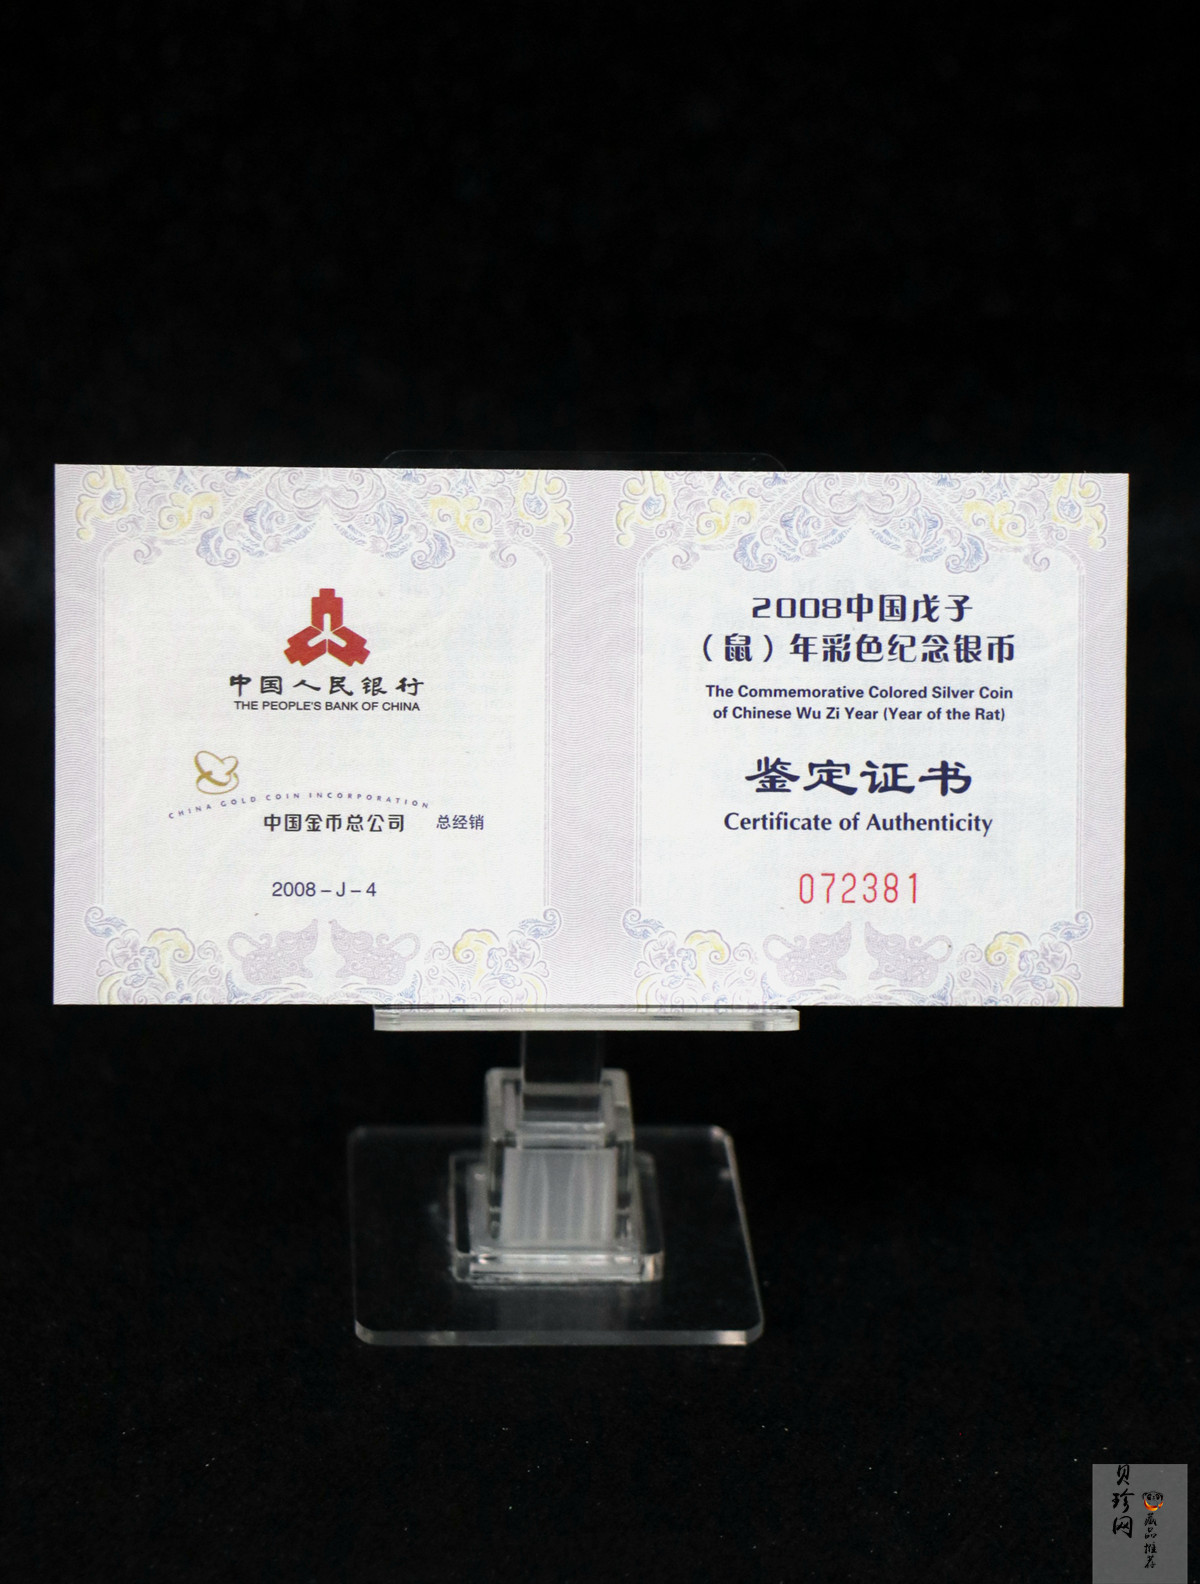 中国人民银行
THE PEOPLE'S BANK OF CHINA
CHINA GOLD COIN INCORPORATION
中国金币总公司 总经销
2008-J-4
2008中国戊子
（鼠）年彩色纪念银币
The Commemorative Colored Silver Coin
of Chinese Wu Zi Year (Year of the Rat)
鉴定证书
Certificate of Authenticity
072381
贝珍网
藏品推荐